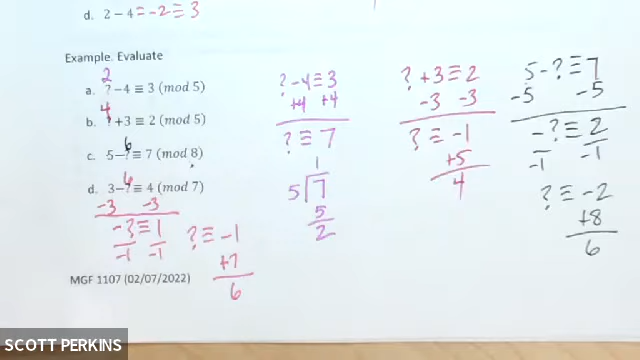 d. 2 – 4 = -2 ≡ 3
Example. Evaluate
2
a. ? – 4 ≡ 3 (mod 5)
4
b. ? + 3 ≡ 2 (mod 5)
6
c. 5 – ? ≡ 7 (mod 8)
6
d. 3 – ? ≡ 4 (mod 7)
-3 -3
-? ≡ 1
-1 -1
? ≡ -1
+7
6
MGF 1107 (02/07/2022)
? -4 ≡ 3
+4 +4
? ≡ 7
1
5 7
5
2
? +3 ≡ 2
-3 -3
? ≡ -1
+5
4
5 - ? ≡ 7
-5 -5
-? ≡ 2
-1 -1
? ≡ -2
+8
6
SCOTT PERKINS